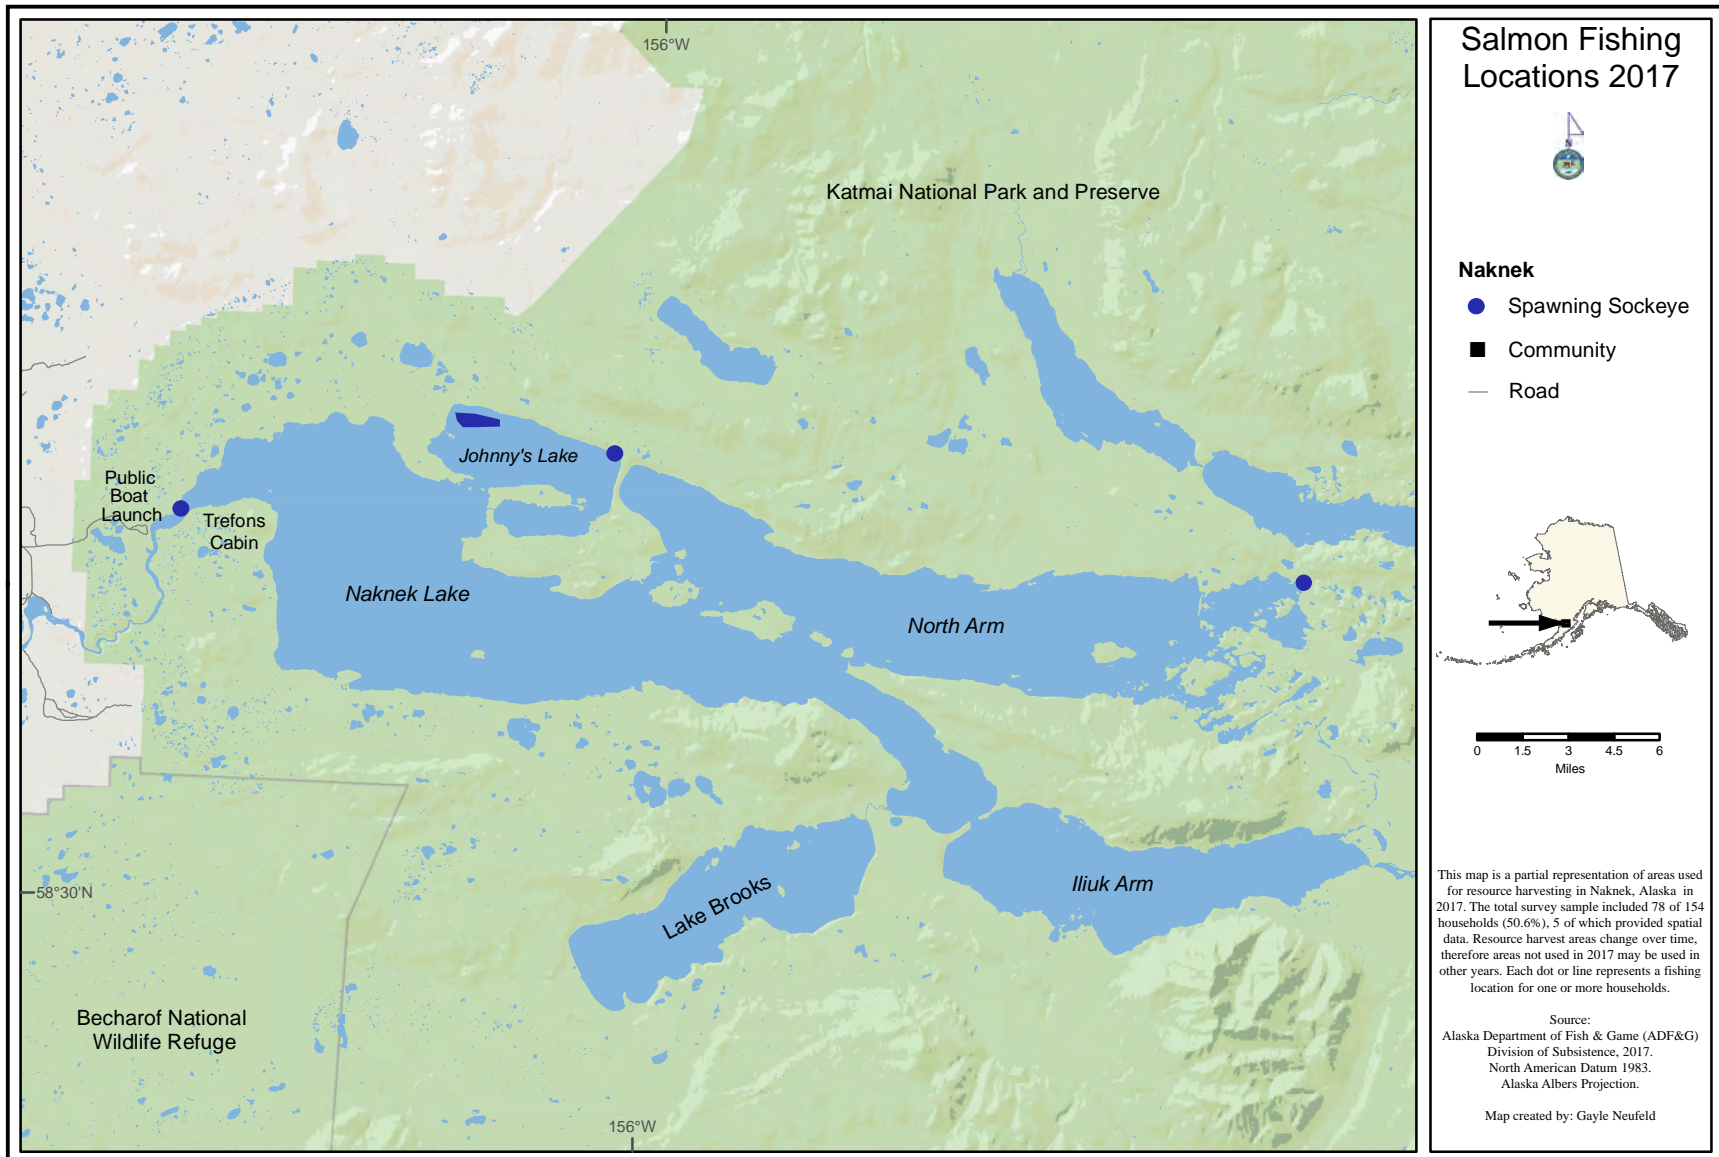 156°W
Katmai National Park and Preserve
Johnny's Lake
Public
Boat
Launch
Trefons
Cabin
Naknek Lake
North Arm
Lake Brooks
Iliuk Arm
58°30'N
Becharof National
Wildlife Refuge
156°W
Salmon Fishing
Locations 2017
N
Naknek
Spawning Sockeye
Community
Road
0 1.5 3 4.5 6
Miles
This map is a partial representation of areas used
for resource harvesting in Naknek, Alaska in
2017. The total survey sample included 78 of 154
households (50.6%), 5 of which provided spatial
data. Resource harvest areas change over time,
therefore areas not used in 2017 may be used in
other years. Each dot or line represents a fishing
location for one or more households.
Source:
Alaska Department of Fish & Game (ADF&G)
Division of Subsistence, 2017.
North American Datum 1983.
Alaska Albers Projection.
Map created by: Gayle Neufeld